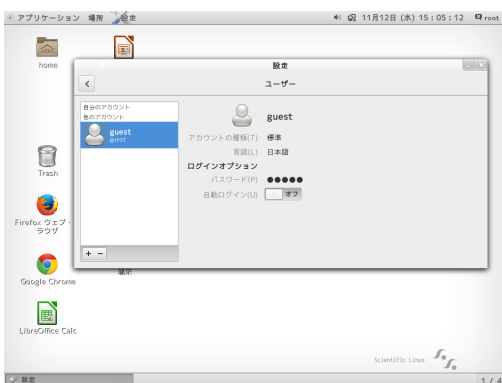 アプリケーション 場所 設定 11月12日 (水) 15:05:12 root
home
設定
ユーザー
自分のアカウント
他のアカウント
guest
guest
guest
アカウントの種類(T) 標準
言語(L) 日本語
ログインオプション
パスワード(P) ●●●●●
自動ログイン(U) オフ
+ −
Trash
Firefox ウェブ・
ラウザ
Google Chrome
端末
LibreOffice Calc
Scientific Linux
設定 1 / 4